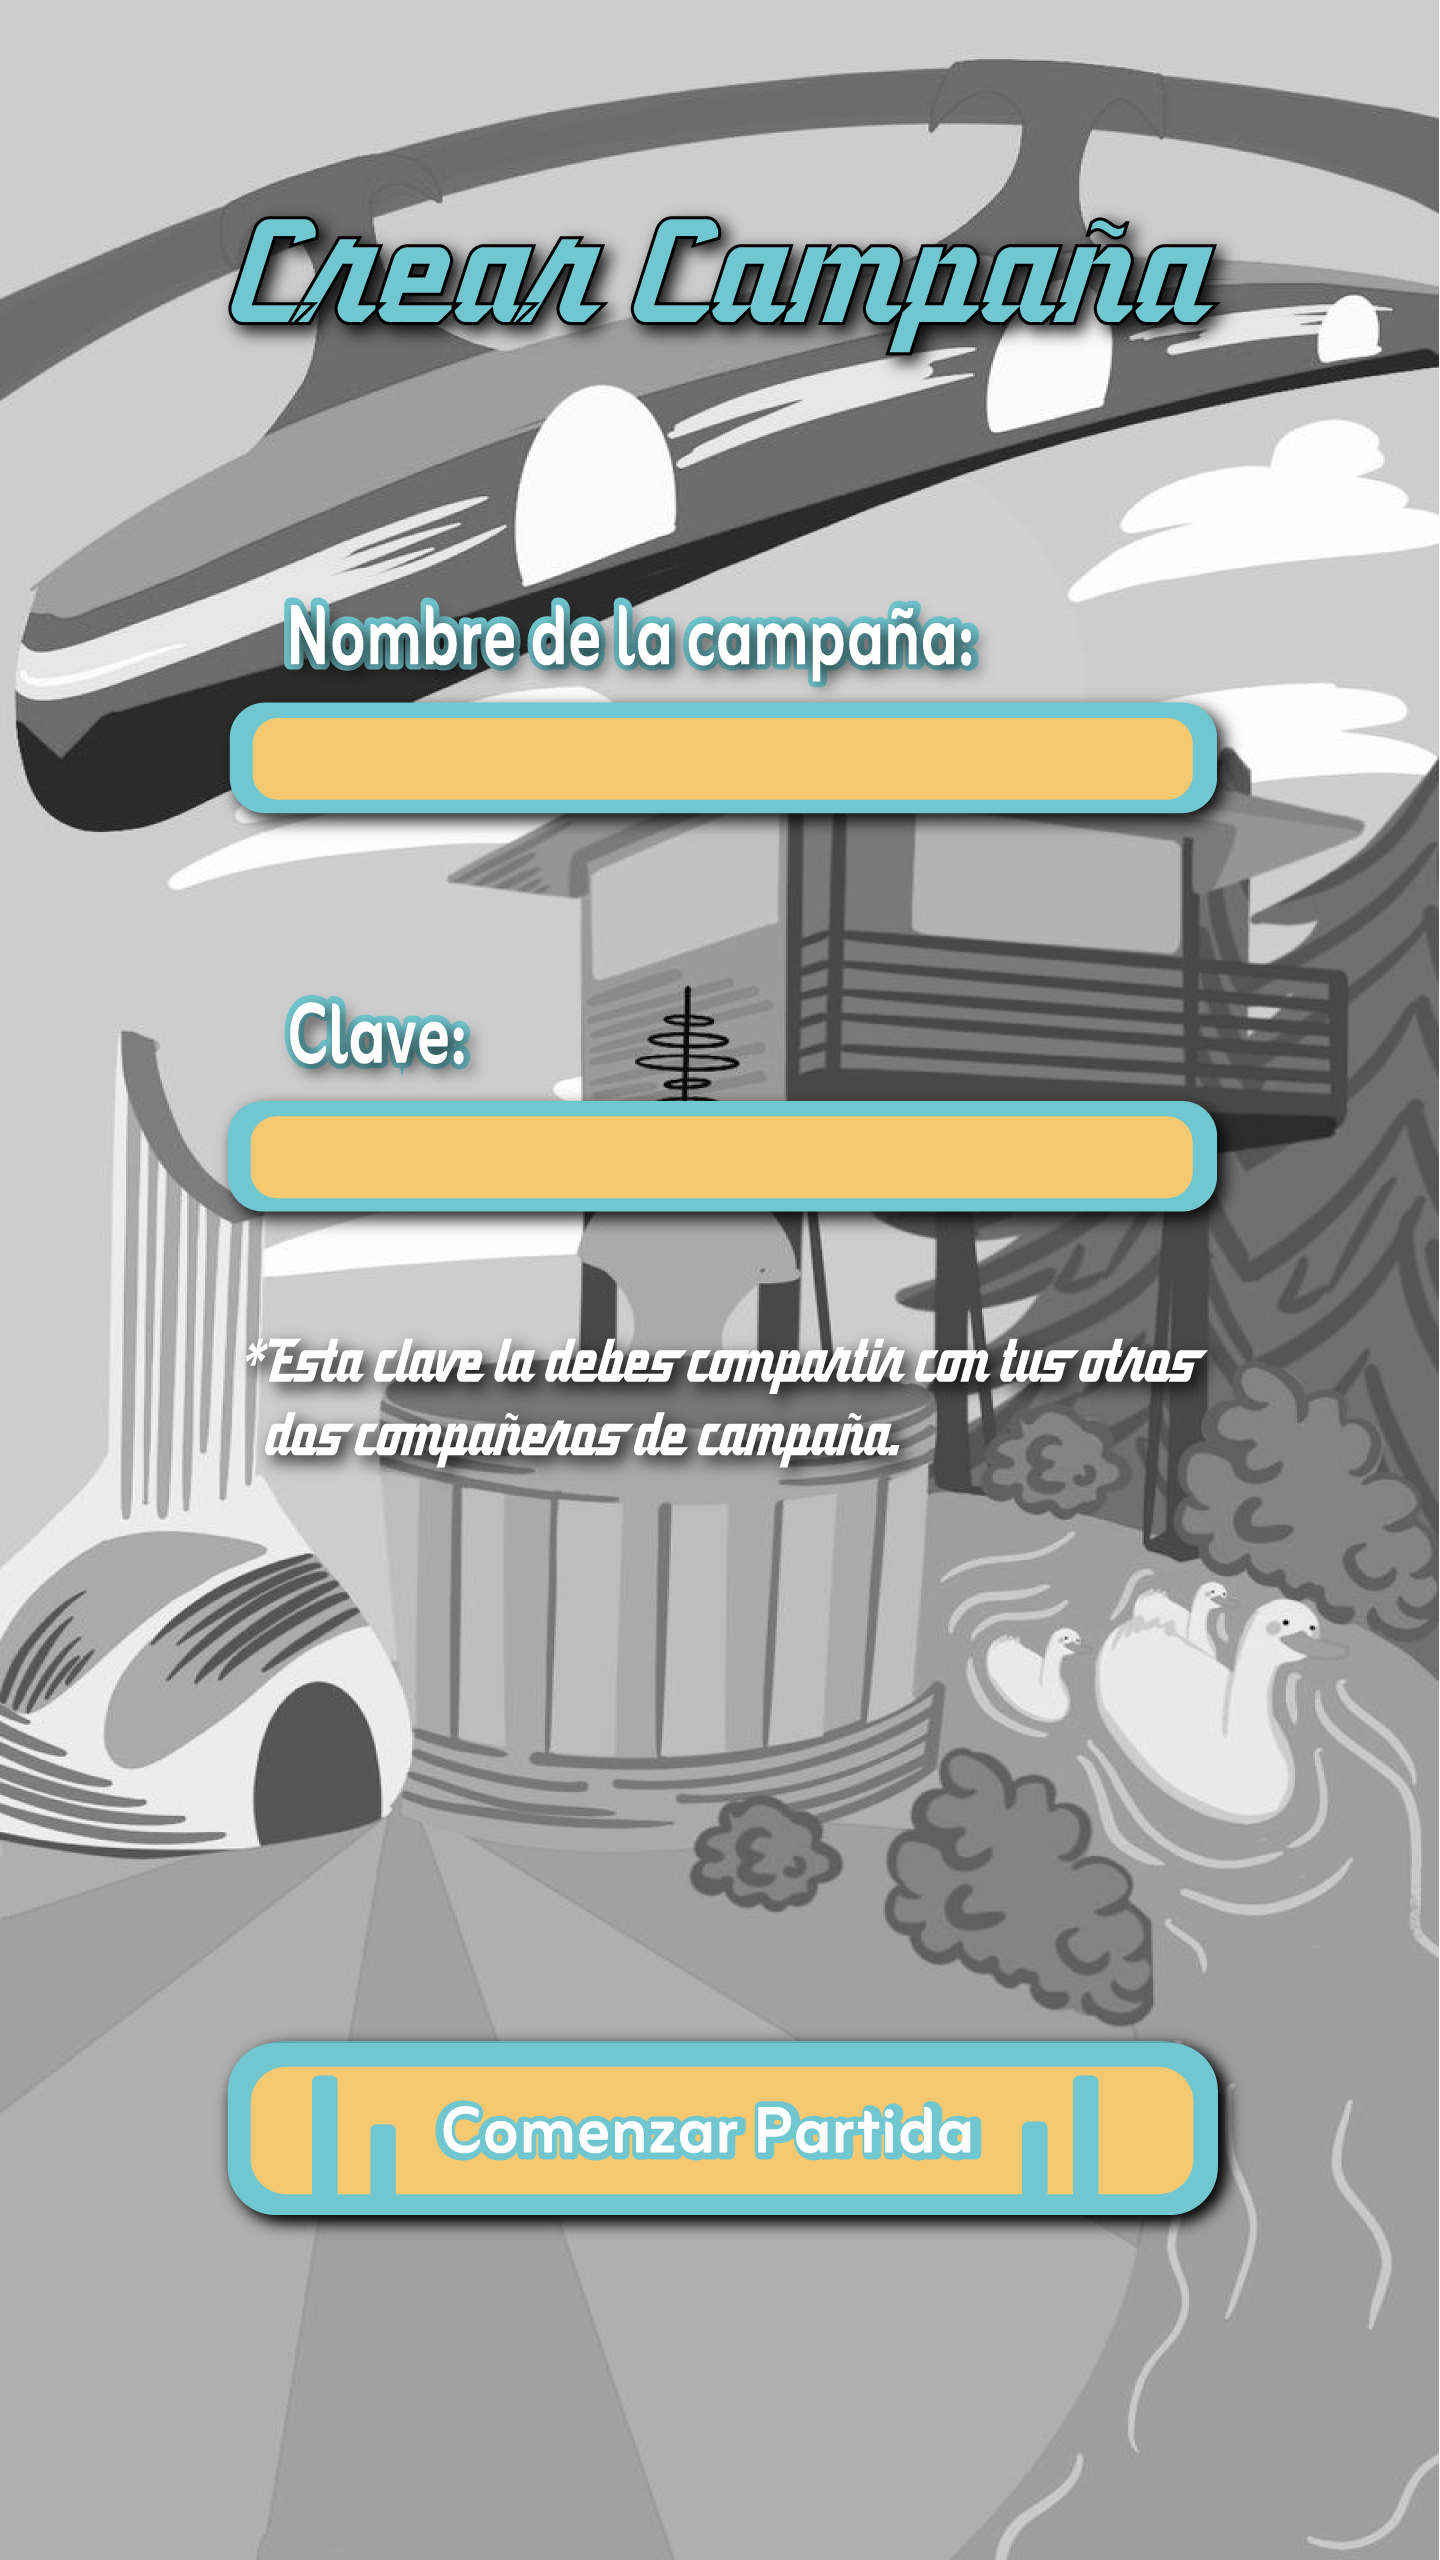 Crear Campaña
Nombre de la campaña:
Clave:
*Esta clave la debes compartir con tus otros
dos compañeros de campaña.
Comenzar Partida